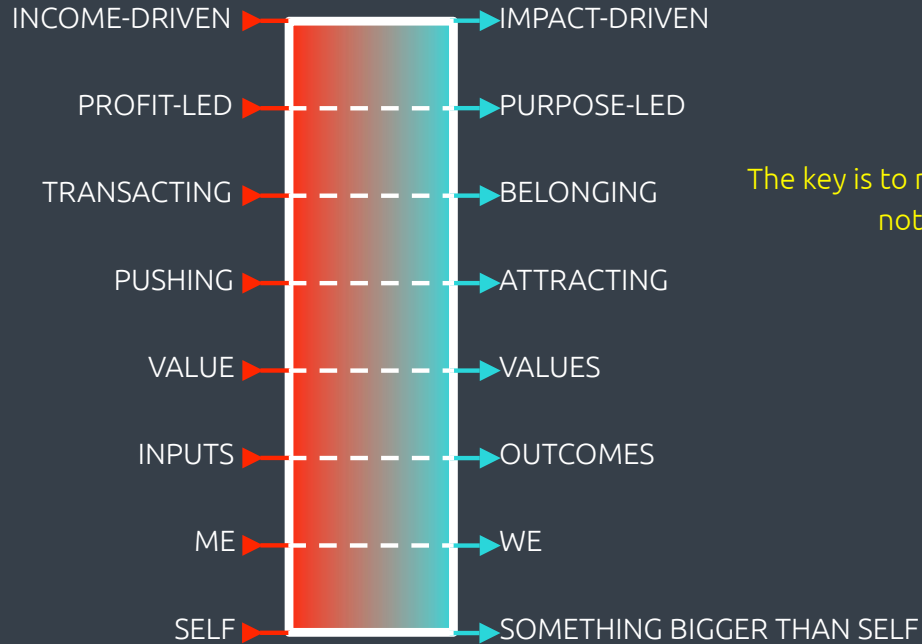 INCOME-DRIVEN IMPACT-DRIVEN
PROFIT-LED PURPOSE-LED
TRANSACTING BELONGING
The key is to
not
PUSHING ATTRACTING
VALUE VALUES
INPUTS OUTCOMES
ME WE
SELF SOMETHING BIGGER THAN SELF